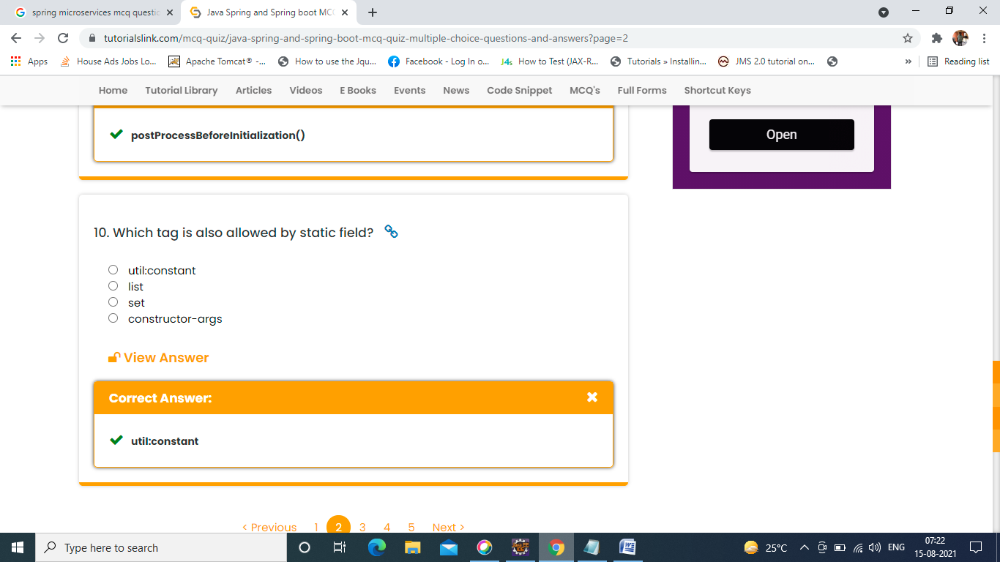 spring microservices mcq questic
Java Spring and Spring boot MC
tutorialslink.com/mcq-quiz/java-spring-and-spring-boot-mcq-quiz-multiple-choice-questions-and-answers?page=2
Apps House Ads Jobs Lo... Apache Tomcat® -... How to use the Jqu... Facebook - Log In o... J4s How to Test (JAX-R... Tutorials » Installin... JMS 2.0 tutorial on... » Reading list
Home Tutorial Library Articles Videos E Books Events News Code Snippet MCQ's Full Forms Shortcut Keys
postProcessBeforeInitialization()
Open
10. Which tag is also allowed by static field?
util:constant
list
set
constructor-args
View Answer
Correct Answer:
util:constant
< Previous 1 2 3 4 5 Next >
Type here to search
25°C ENG
07:22
15-08-2021